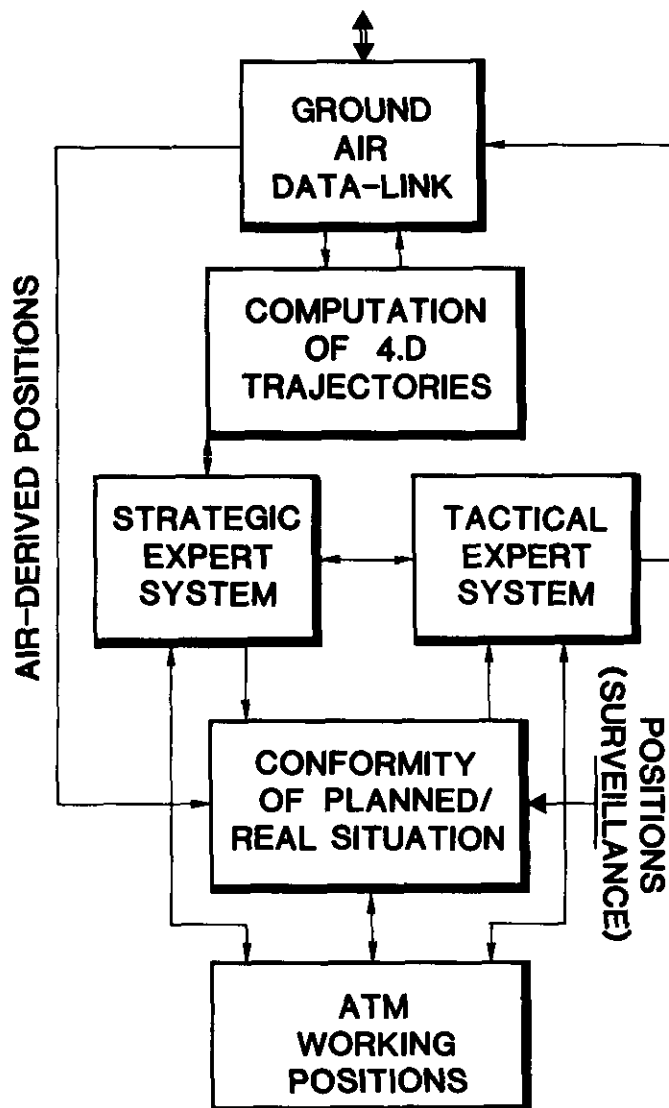 GROUND
AIR
DATA-LINK
COMPUTATION
OF 4.D
TRAJECTORIES
AIR-DERIVED POSITIONS
STRATEGIC
EXPERT
SYSTEM
TACTICAL
EXPERT
SYSTEM
POSITIONS
(SURVEILLANCE)
CONFORMITY
OF PLANNED/
REAL SITUATION
ATM
WORKING
POSITIONS